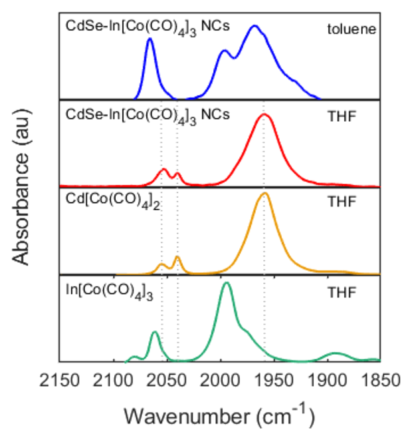 CdSe-In[Co(CO)₄]₃ NCs toluene
CdSe-In[Co(CO)₄]₃ NCs THF
Cd[Co(CO)₄]₂ THF
In[Co(CO)₄]₃ THF
Absorbance (au)
2150 2100 2050 2000 1950 1900 1850
Wavenumber (cm⁻¹)